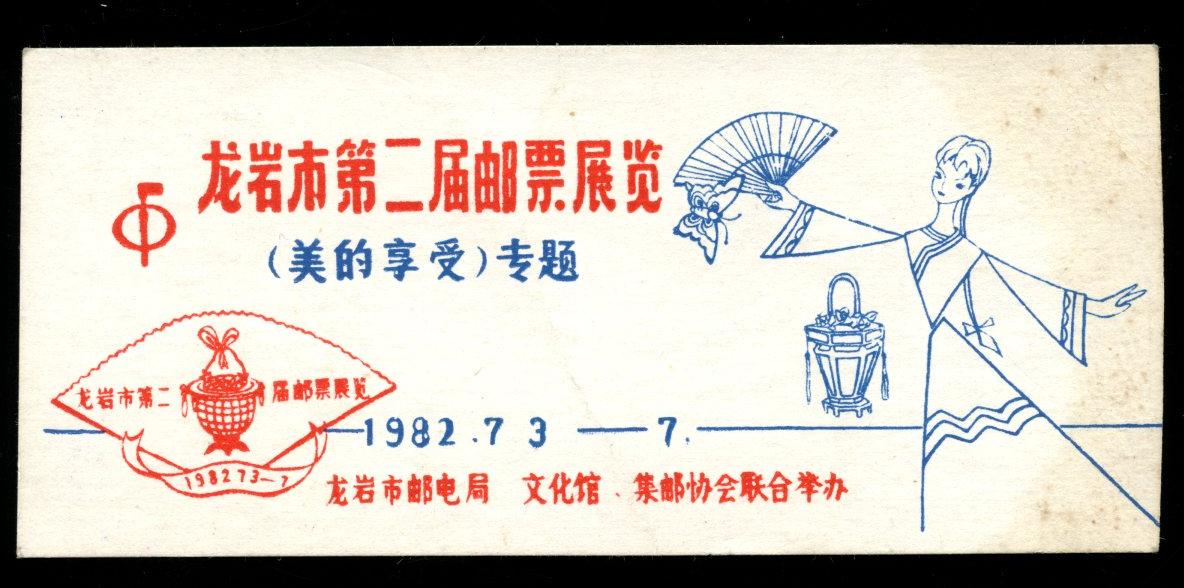 龙岩市第二届邮票展览
(美的享受)专题
龙岩市第二届邮票展览
1982.7 3 — 7.
1982 7 3—7
龙岩市邮电局 文化馆、集邮协会联合举办